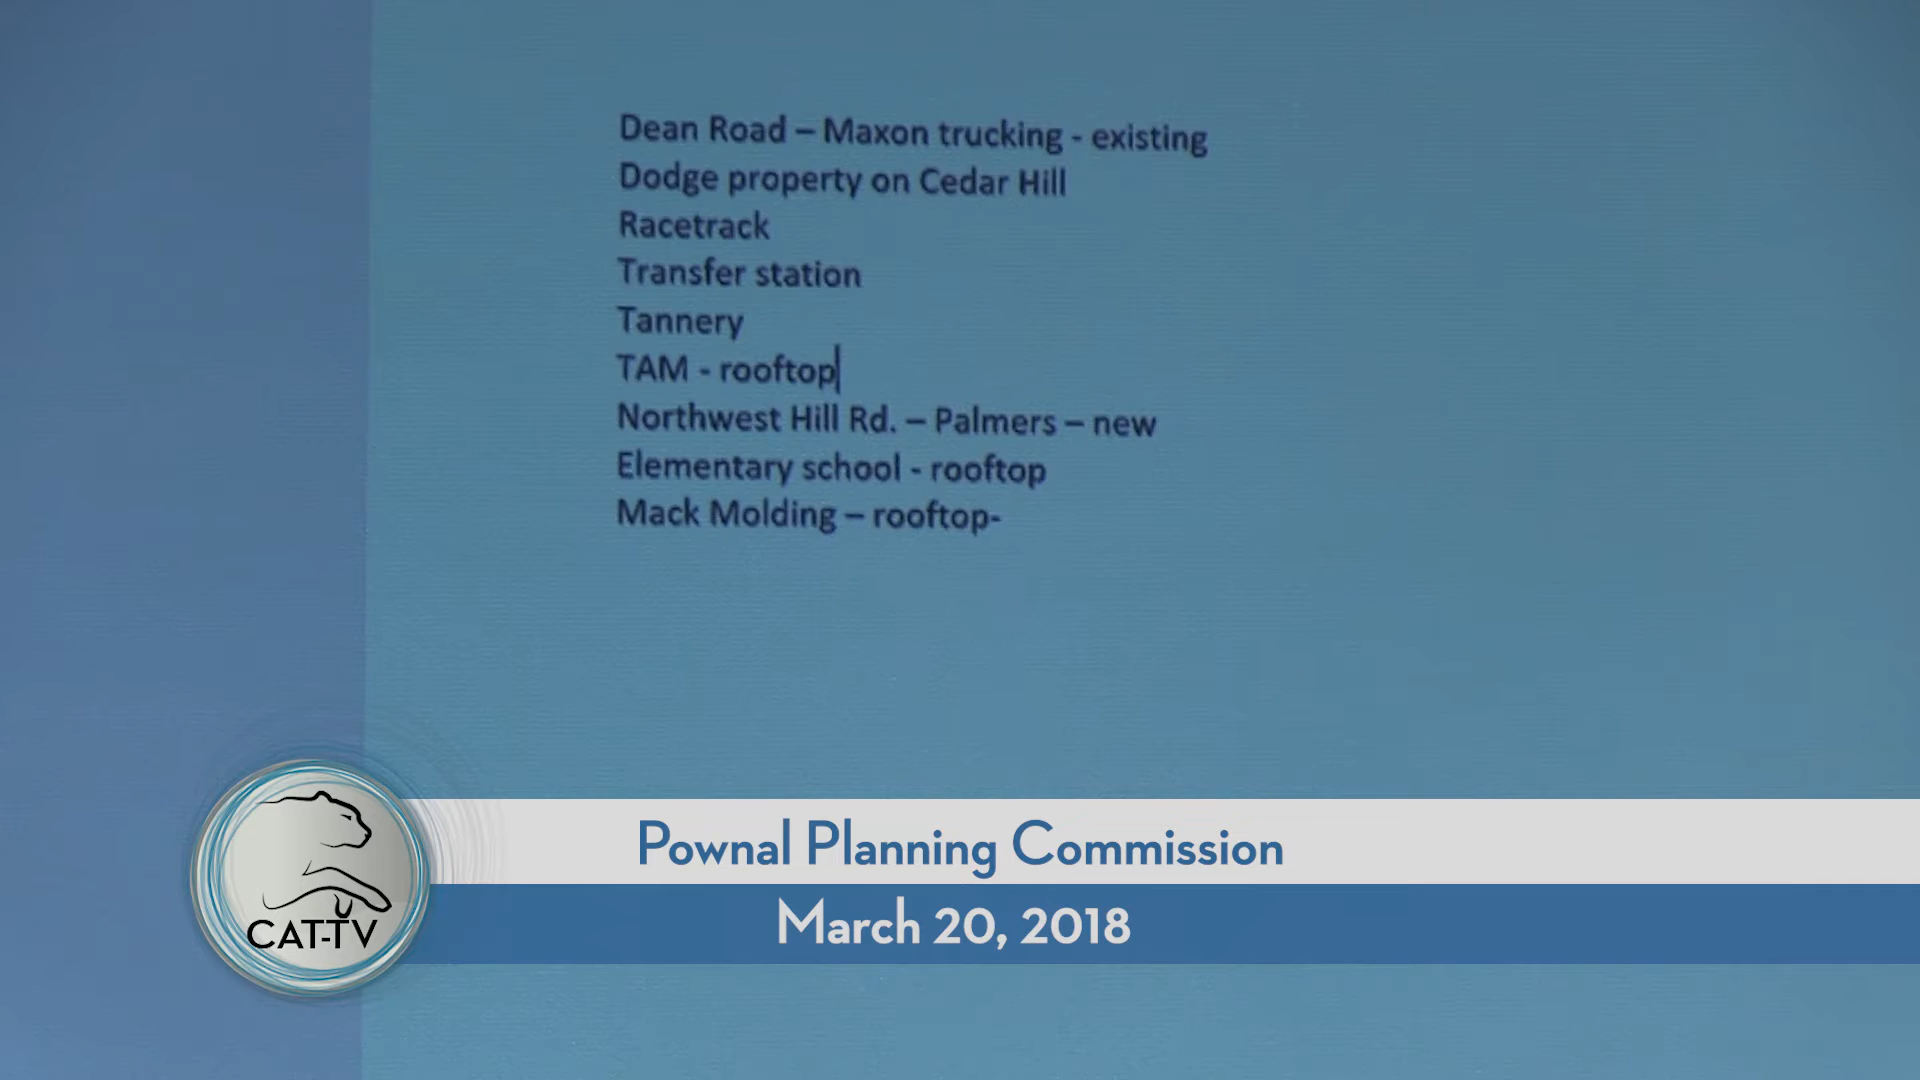 Dean Road – Maxon trucking - existing
Dodge property on Cedar Hill
Racetrack
Transfer station
Tannery
TAM - rooftop
Northwest Hill Rd. – Palmers – new
Elementary school - rooftop
Mack Molding – rooftop-
Pownal Planning Commission
March 20, 2018
CAT-TV